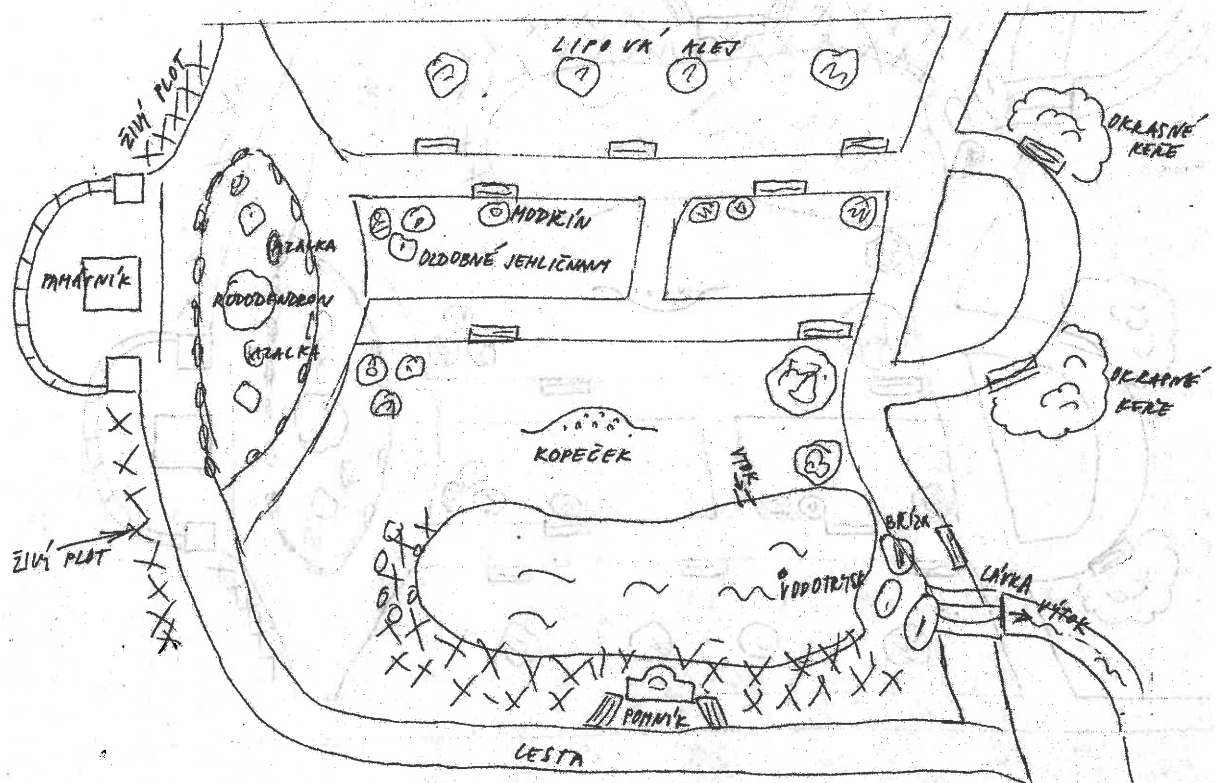 LIPOVÁ ALEJ
ŽIVÝ PLOT
OKRASNÉ
KEŘE
MODŘÍN
OZDOBNÉ JEHLIČNANY
AZALKA
PAMÁTNÍK
RODODENDRON
AZALKA
OKRASNÉ
KEŘE
KOPEČEK
VTOK
BŘÍZA
ŽIVÝ PLOT
VODOTRYSK
LÁVKA
VÝTOK
POMNÍK
CESTA